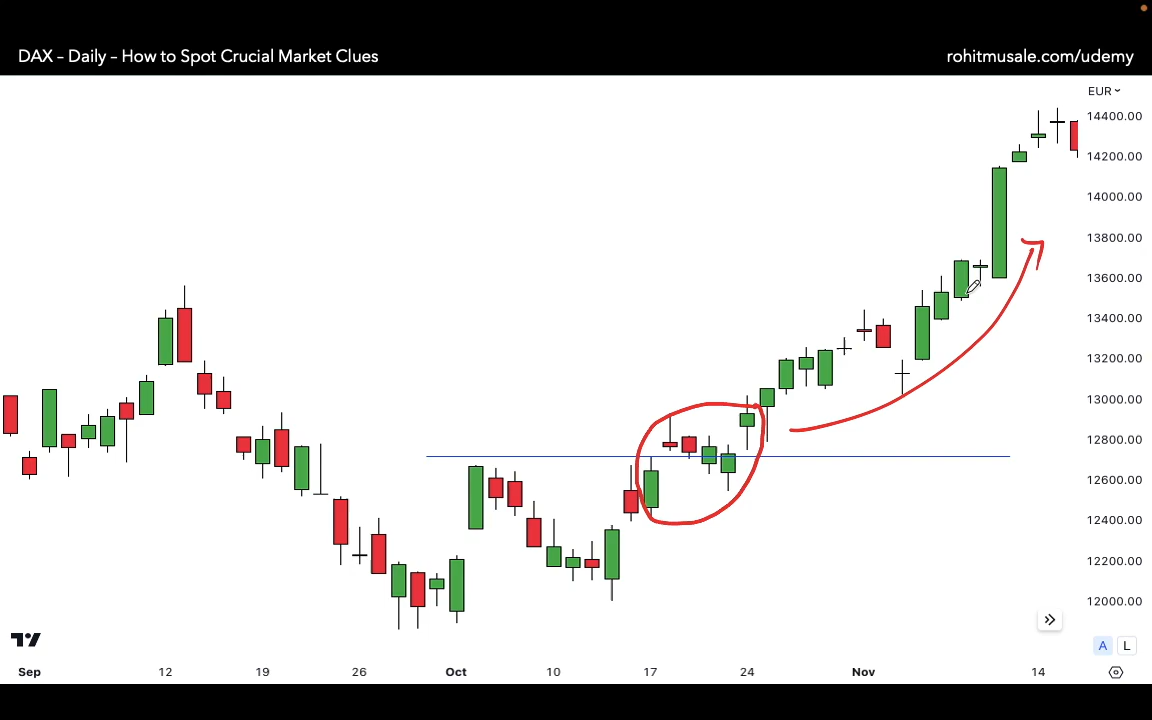 DAX – Daily – How to Spot Crucial Market Clues
rohitmusale.com/udemy
EUR
14400.00
14200.00
14000.00
13800.00
13600.00
13400.00
13200.00
13000.00
12800.00
12600.00
12400.00
12200.00
12000.00
A L
Sep 12 19 26 Oct 10 17 24 Nov 14